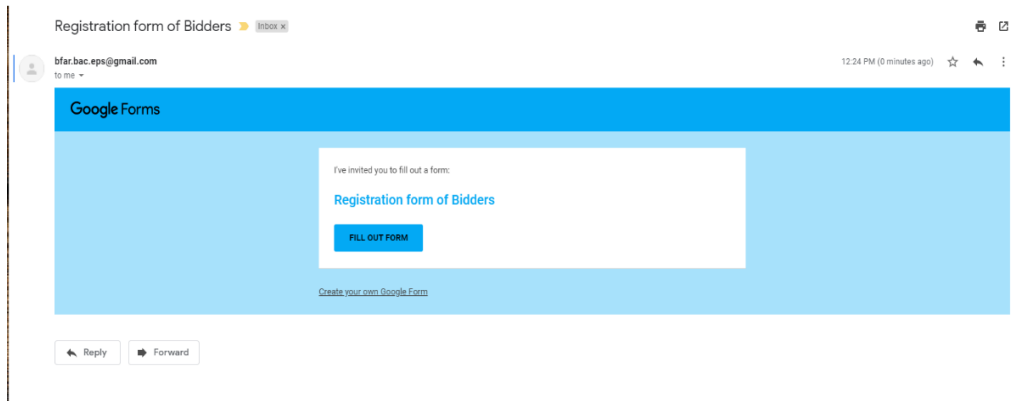 Registration form of Bidders Inbox x
bfar.bac.eps@gmail.com 12:24 PM (0 minutes ago)
to me
Google Forms
I've invited you to fill out a form:
Registration form of Bidders
FILL OUT FORM
Create your own Google Form
Reply Forward